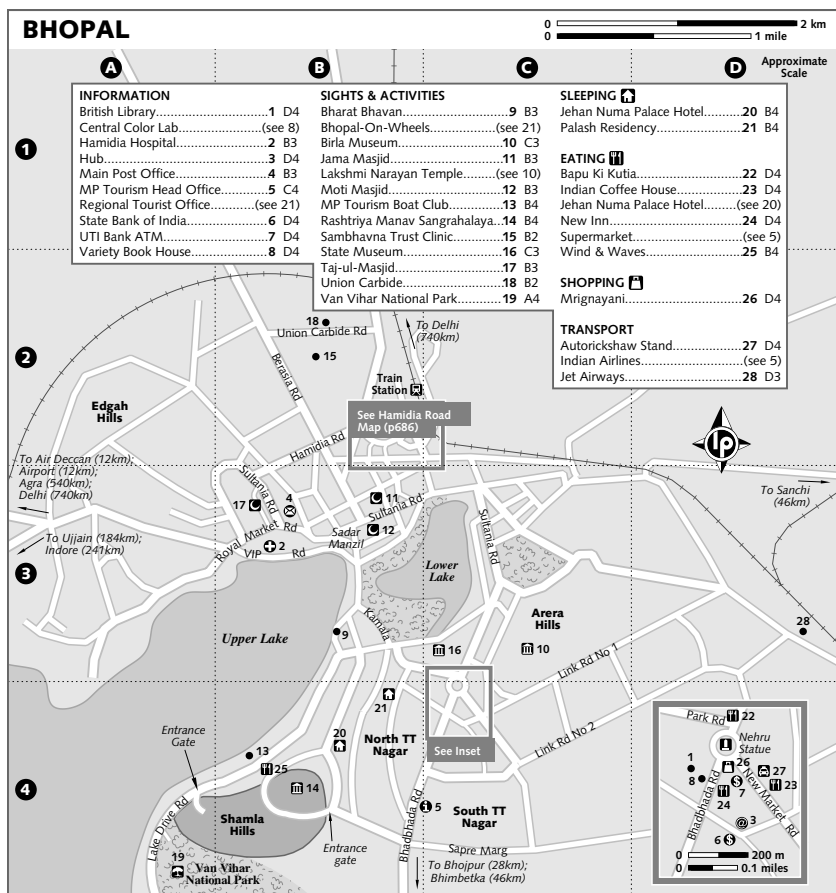 BHOPAL
0 2 km
0 1 mile
Approximate
Scale
A B C D
1
2
3
4
INFORMATION
British Library 1 D4
Central Color Lab (see 8)
Hamidia Hospital 2 B3
Hub 3 D4
Main Post Office 4 B3
MP Tourism Head Office 5 C4
Regional Tourist Office (see 21)
State Bank of India 6 D4
UTI Bank ATM 7 D4
Variety Book House 8 D4
SIGHTS & ACTIVITIES
Bharat Bhavan 9 B3
Bhopal-On-Wheels (see 21)
Birla Museum 10 C3
Jama Masjid 11 B3
Lakshmi Narayan Temple (see 10)
Moti Masjid 12 B3
MP Tourism Boat Club 13 B4
Rashtriya Manav Sangrahalaya 14 B4
Sambhavna Trust Clinic 15 B2
State Museum 16 C3
Taj-ul-Masjid 17 B3
Union Carbide 18 B2
Van Vihar National Park 19 A4
SLEEPING
Jehan Numa Palace Hotel 20 B4
Palash Residency 21 B4
EATING
Bapu Ki Kutia 22 D4
Indian Coffee House 23 D4
Jehan Numa Palace Hotel (see 20)
New Inn 24 D4
Supermarket (see 5)
Wind & Waves 25 B4
SHOPPING
Mrignayani 26 D4
TRANSPORT
Autorickshaw Stand 27 D4
Indian Airlines (see 5)
Jet Airways 28 D3
18
Union Carbide Rd
15
Berasia Rd
To Delhi
(740km)
Train
Station
See Hamidia Road
Map (p686)
Edgah
Hills
Hamidia Rd
lp
To Air Deccan (12km);
Airport (12km);
Agra (540km);
Delhi (740km)
To Ujjain (184km);
Indore (241km)
Sultania Rd
17
4
11
Sultania Rd
12
Royal Market Rd
Sadar
Manzil
2
VIP Rd
Sultania Rd
To Sanchi
(46km)
Lower
Lake
Kamala
Arera
Hills
Upper Lake
9
16
10
28
Link Rd No 1
21
20
North TT
Nagar
See Inset
Link Rd No 2
Entrance
Gate
13
25
14
Shamla
Hills
Lake Drive Rd
Entrance
gate
Bhadbhada Rd
5
South TT
Nagar
Sapre Marg
To Bhojpur (28km);
Bhimbetka (46km)
19
Van Vihar
National Park
Park Rd
22
Nehru
Statue
1
26
27
8
7
23
24
Bhadbhada Rd
New Market Rd
@ 3
6 $
0 200 m
0 0.1 miles